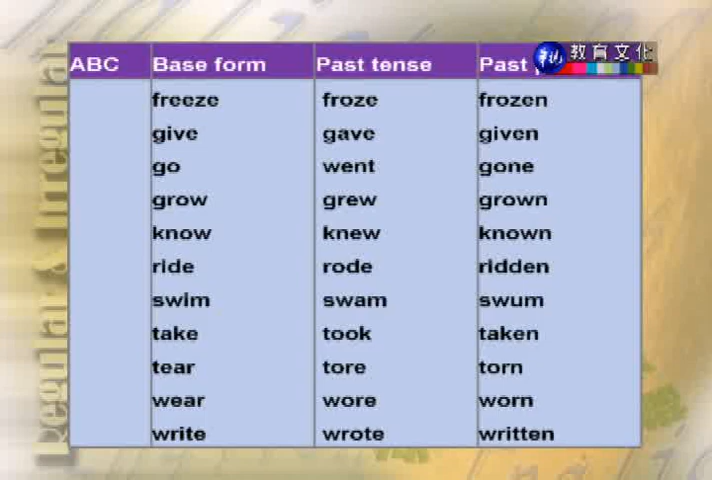 教育文化
ABC Base form Past tense Past
freeze froze frozen
give gave given
go went gone
grow grew grown
know knew known
ride rode ridden
swim swam swum
take took taken
tear tore torn
wear wore worn
write wrote written
Regular & Irregular